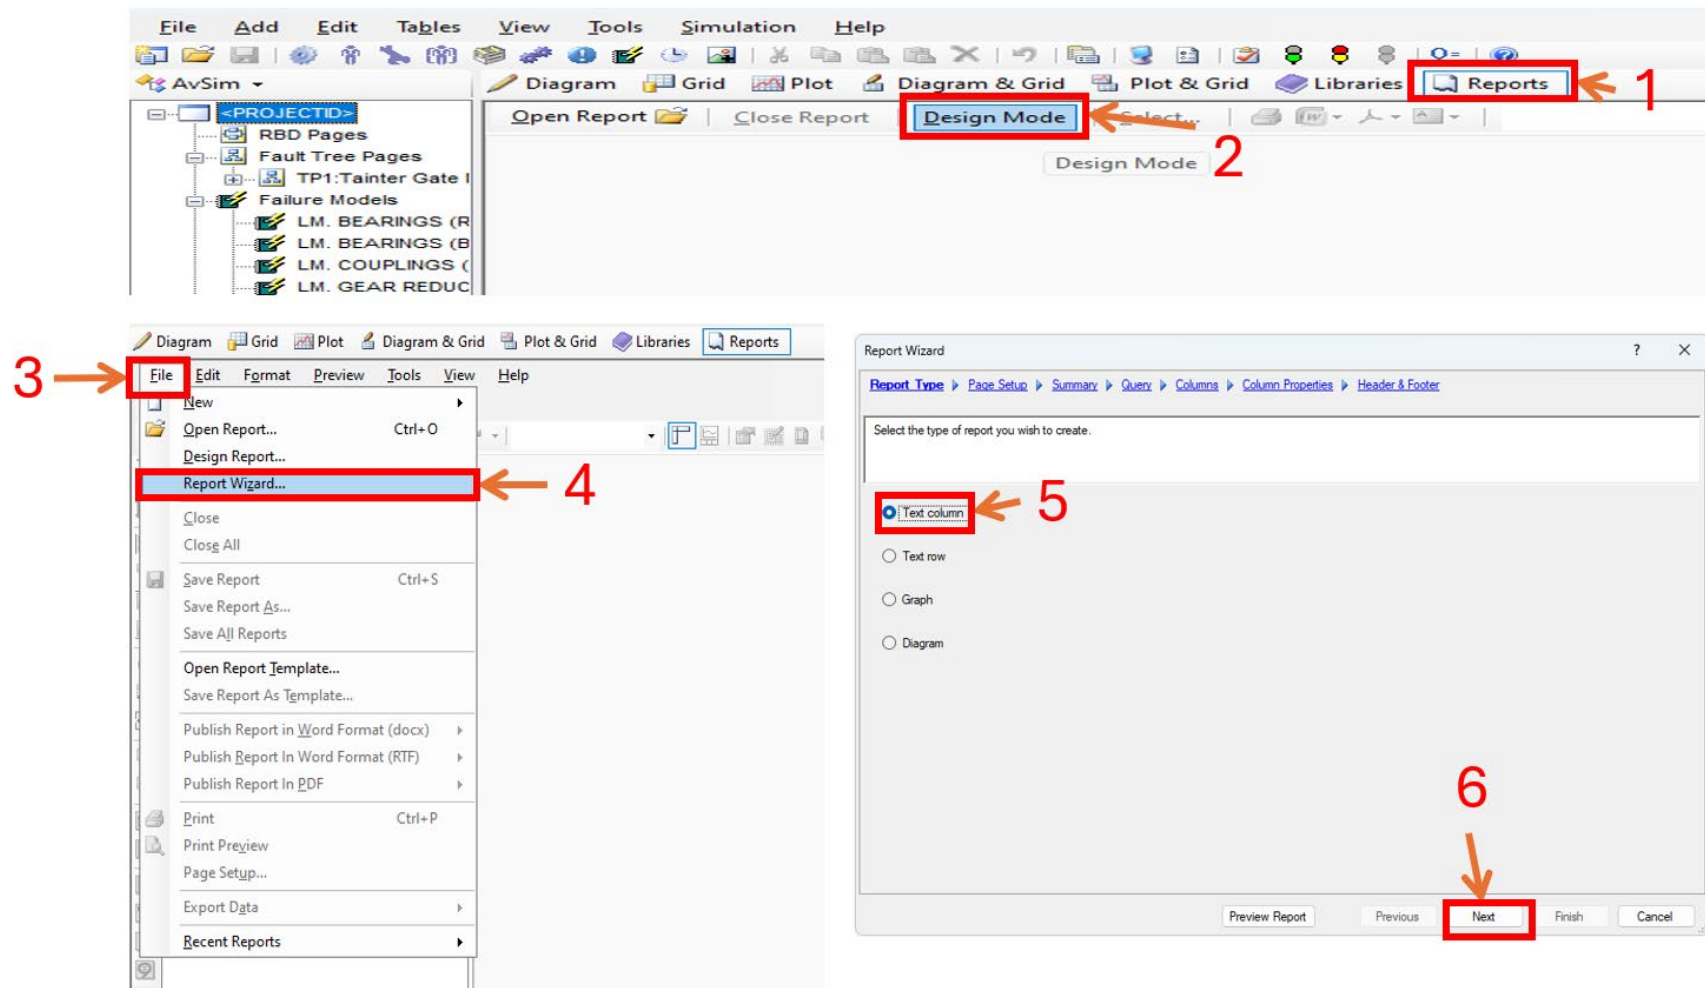 File Add Edit Tables View Tools Simulation Help
AvSim
Diagram Grid Plot Diagram & Grid Plot & Grid Libraries Reports
1
<PROJECTID>
RBD Pages
Fault Tree Pages
TP1:Tainter Gate
Failure Models
LM. BEARINGS (R
LM. BEARINGS (B
LM. COUPLINGS (
LM. GEAR REDUC
Open Report Close Report Design Mode Select...
2
Design Mode
Diagram Grid Plot Diagram & Grid Plot & Grid Libraries Reports
3
File Edit Format Preview Tools View Help
New
Open Report... Ctrl+O
Design Report...
Report Wizard...
4
Close
Close All
Save Report Ctrl+S
Save Report As...
Save All Reports
Open Report Template...
Save Report As Template...
Publish Report in Word Format (docx)
Publish Report In Word Format (RTF)
Publish Report In PDF
Print Ctrl+P
Print Preview
Page Setup...
Export Data
Recent Reports
Report Wizard ? X
Report Type Page Setup Summary Query Columns Column Properties Header & Footer
Select the type of report you wish to create.
Text column
5
Text row
Graph
Diagram
6
Preview Report Previous Next Finish Cancel